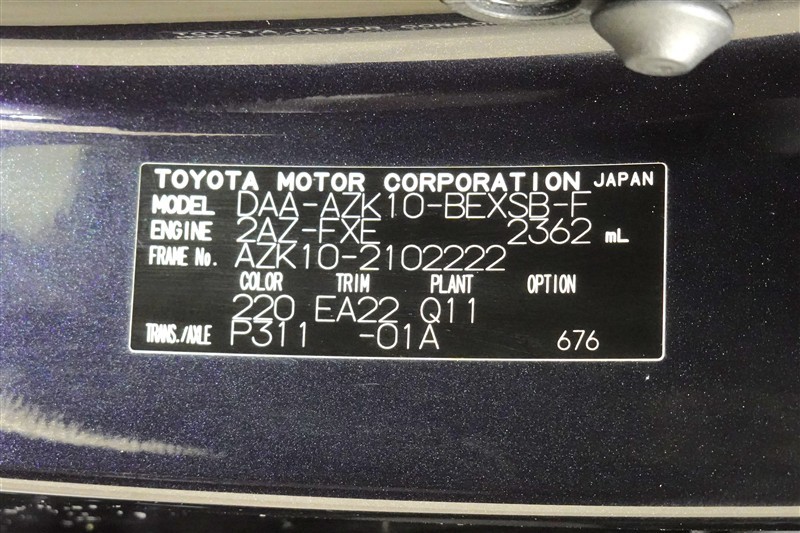 TOYOTA MOTOR CORPORATION JAPAN
MODEL DAA-AZK10-BEXSB-F
ENGINE 2AZ-FXE 2362 mL
FRAME No. AZK10-2102222
COLOR TRIM PLANT OPTION
220 EA22 Q11
TRANS./AXLE P311 -01A 676